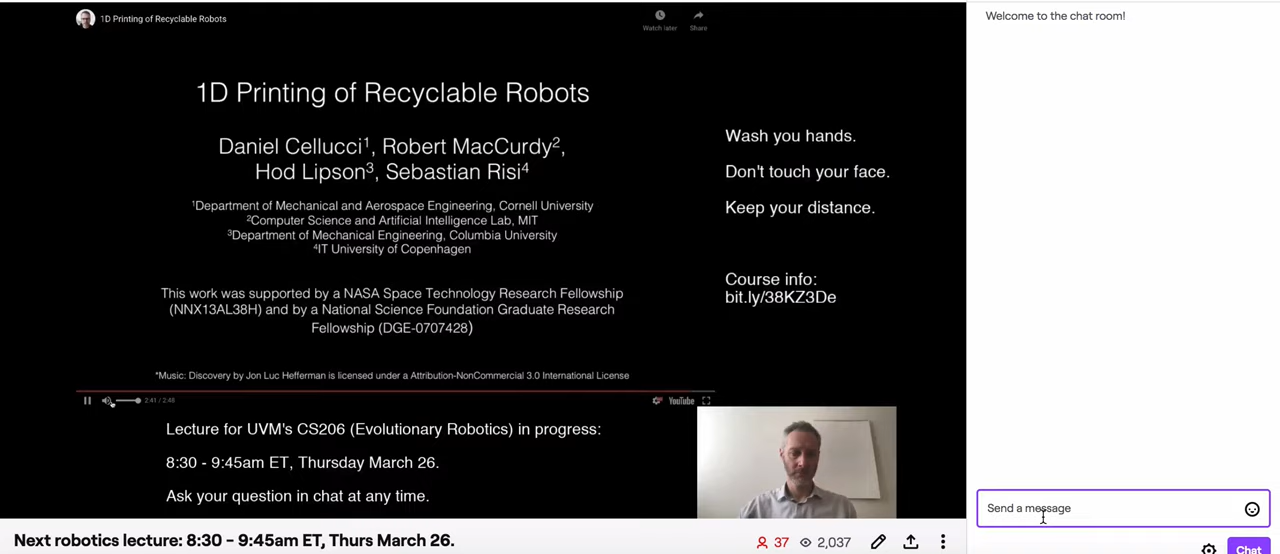 1D Printing of Recyclable Robots
Watch later
Share
1D Printing of Recyclable Robots
Daniel Cellucci¹, Robert MacCurdy²,
Hod Lipson³, Sebastian Risi⁴
¹Department of Mechanical and Aerospace Engineering, Cornell University
²Computer Science and Artificial Intelligence Lab, MIT
³Department of Mechanical Engineering, Columbia University
⁴IT University of Copenhagen
This work was supported by a NASA Space Technology Research Fellowship
(NNX13AL38H) and by a National Science Foundation Graduate Research
Fellowship (DGE-0707428)
*Music: Discovery by Jon Luc Hefferman is licensed under a Attribution-NonCommercial 3.0 International License
2:41 / 2:48
YouTube
Wash you hands.
Don't touch your face.
Keep your distance.
Course info:
bit.ly/38KZ3De
Lecture for UVM's CS206 (Evolutionary Robotics) in progress:
8:30 - 9:45am ET, Thursday March 26.
Ask your question in chat at any time.
Next robotics lecture: 8:30 - 9:45am ET, Thurs March 26.
37
2,037
Welcome to the chat room!
Send a message
Chat